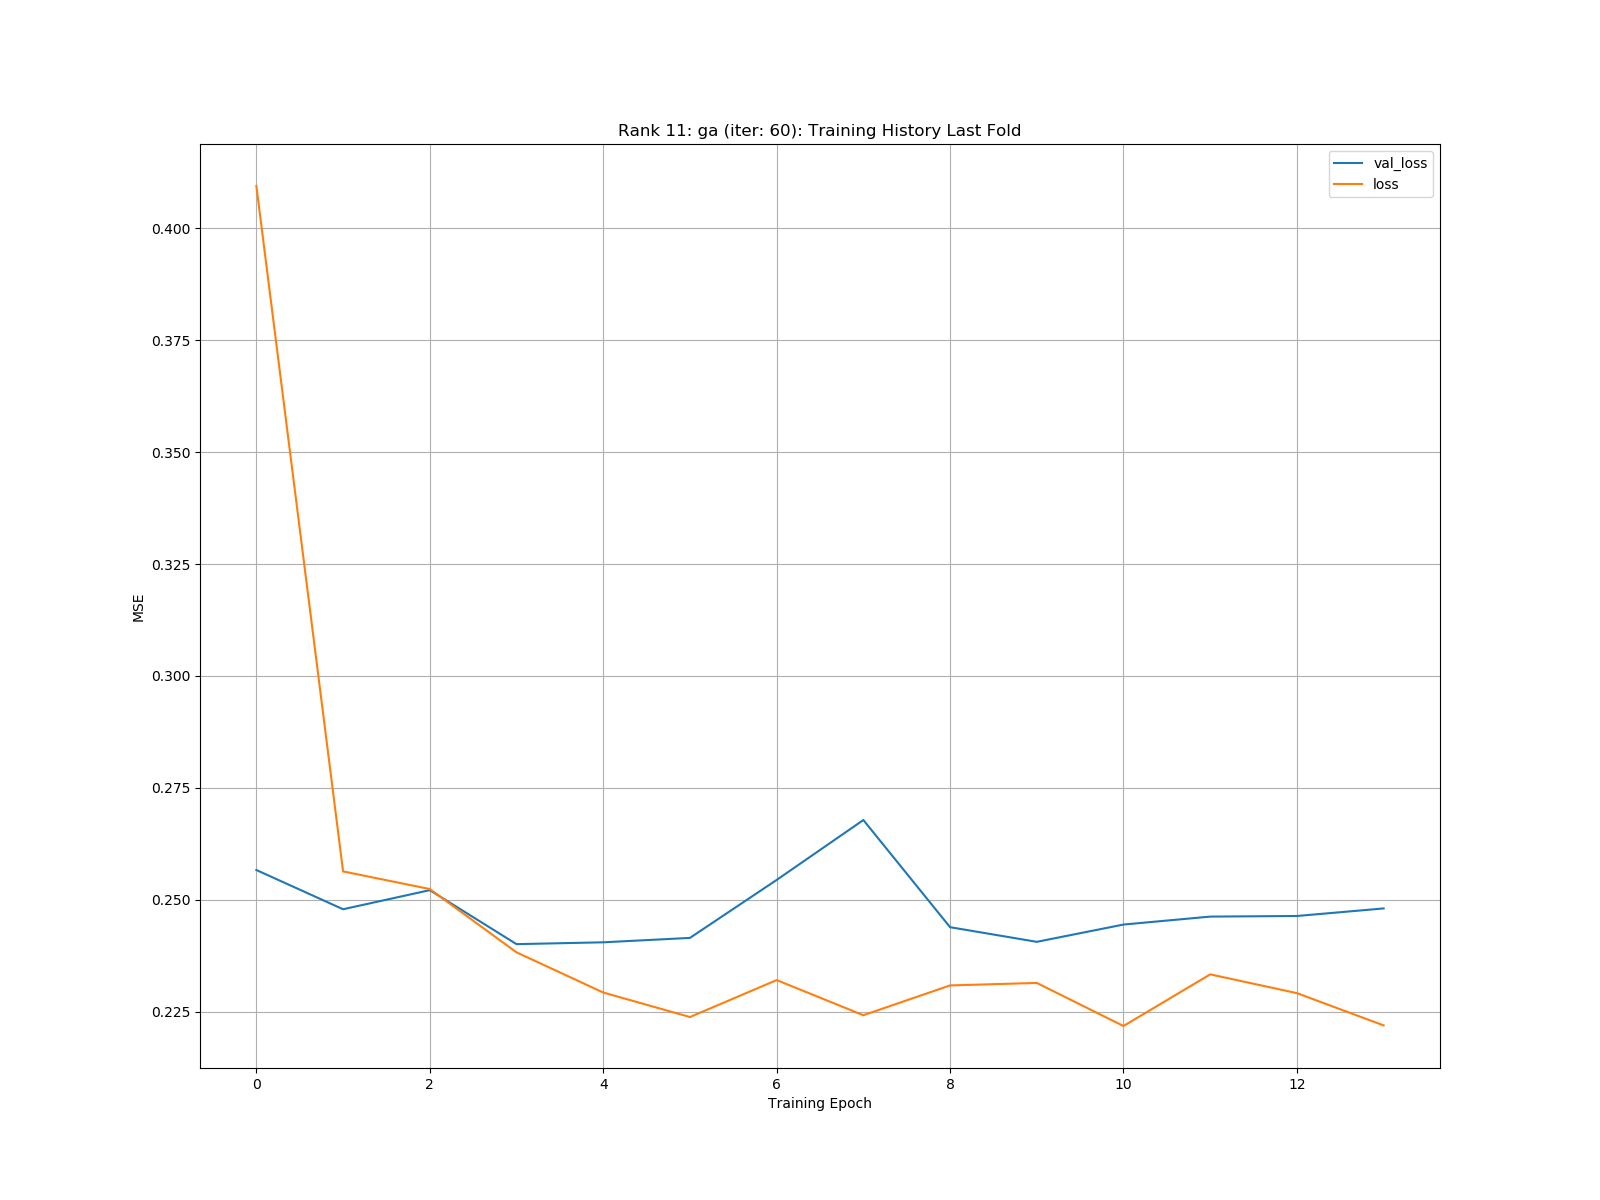 Rank 11: ga (iter: 60): Training History Last Fold
val_loss
loss
0.400
0.375
0.350
0.325
0.300
0.275
0.250
0.225
MSE
0 2 4 6 8 10 12
Training Epoch